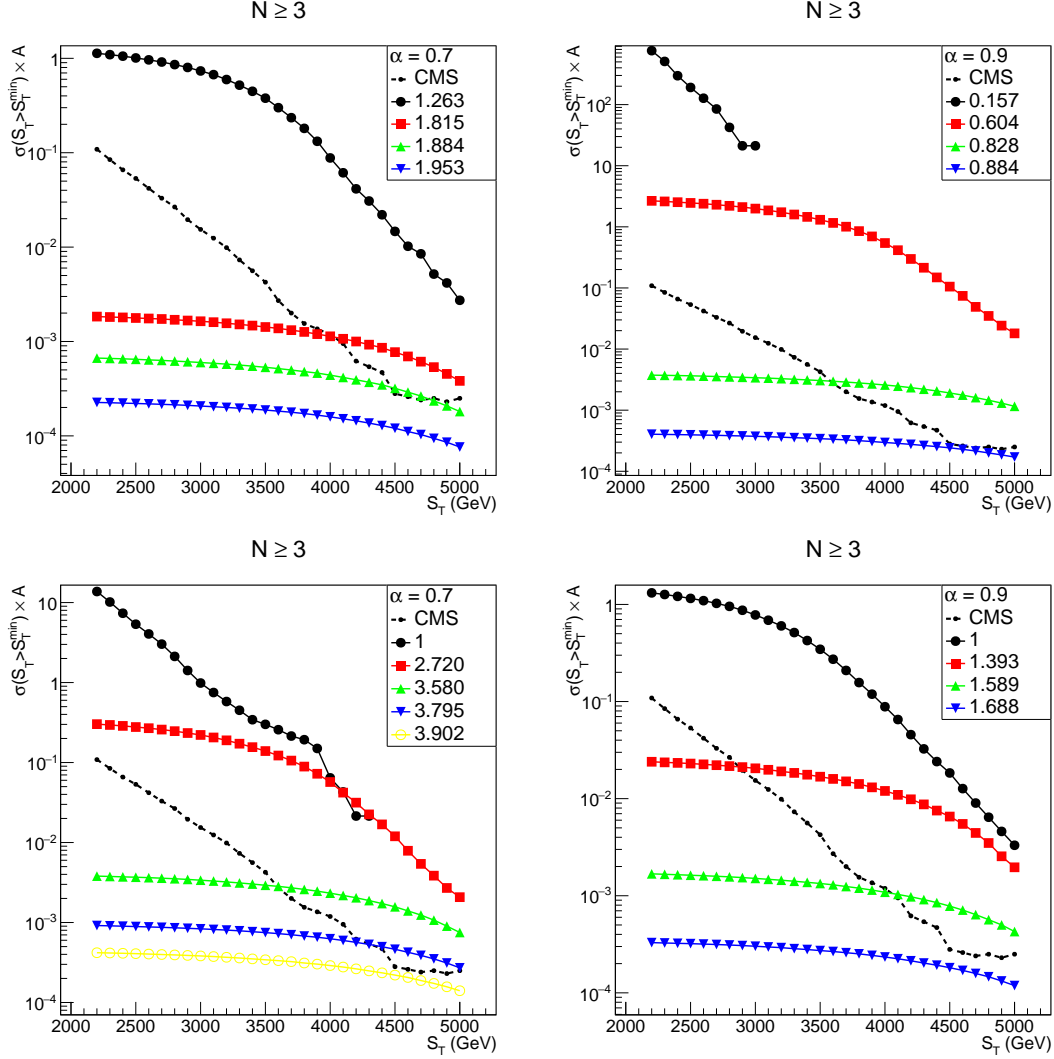 N ≥ 3
σ(S_T>S_T^min) × A
α = 0.7
CMS
1.263
1.815
1.884
1.953
1
10⁻¹
10⁻²
10⁻³
10⁻⁴
2000 2500 3000 3500 4000 4500 5000
S_T (GeV)
N ≥ 3
σ(S_T>S_T^min) × A
α = 0.9
CMS
0.157
0.604
0.828
0.884
10²
10
1
10⁻¹
10⁻²
10⁻³
10⁻⁴
2000 2500 3000 3500 4000 4500 5000
S_T (GeV)
N ≥ 3
σ(S_T>S_T^min) × A
α = 0.7
CMS
1
2.720
3.580
3.795
3.902
10
1
10⁻¹
10⁻²
10⁻³
10⁻⁴
2000 2500 3000 3500 4000 4500 5000
S_T (GeV)
N ≥ 3
σ(S_T>S_T^min) × A
α = 0.9
CMS
1
1.393
1.589
1.688
1
10⁻¹
10⁻²
10⁻³
10⁻⁴
2000 2500 3000 3500 4000 4500 5000
S_T (GeV)